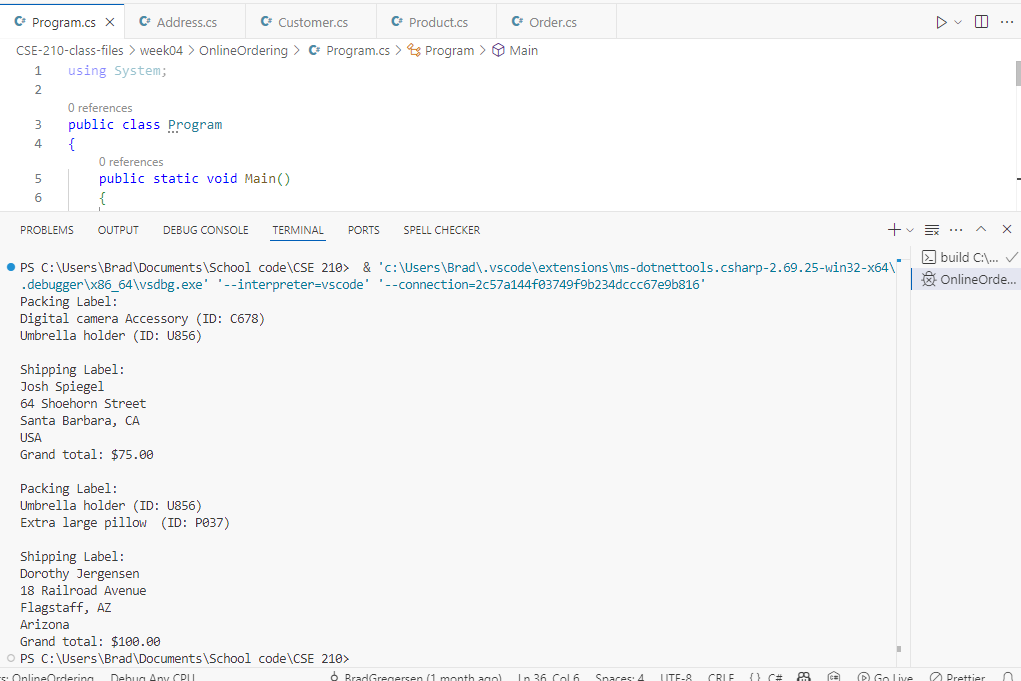 Program.cs
Address.cs
Customer.cs
Product.cs
Order.cs
CSE-210-class-files > week04 > OnlineOrdering > Program.cs > Program > Main
1 using System;
2
0 references
3 public class Program
4 {
0 references
5 public static void Main()
6 {
PROBLEMS OUTPUT DEBUG CONSOLE TERMINAL PORTS SPELL CHECKER
PS C:\Users\Brad\Documents\School code\CSE 210>  & 'c:\Users\Brad\.vscode\extensions\ms-dotnettools.csharp-2.69.25-win32-x64\
.debugger\x86_64\vsdbg.exe' '--interpreter=vscode' '--connection=2c57a144f03749f9b234dccc67e9b816'
Packing Label:
Digital camera Accessory (ID: C678)
Umbrella holder (ID: U856)

Shipping Label:
Josh Spiegel
64 Shoehorn Street
Santa Barbara, CA
USA
Grand total: $75.00

Packing Label:
Umbrella holder (ID: U856)
Extra large pillow  (ID: P037)

Shipping Label:
Dorothy Jergensen
18 Railroad Avenue
Flagstaff, AZ
Arizona
Grand total: $100.00
PS C:\Users\Brad\Documents\School code\CSE 210>
build C:\...
OnlineOrde...
s: OnlineOrdering Debug Any CPU BradGregersen (1 month ago) Ln 36, Col 6 Spaces: 4 UTF-8 CRLF {} C# Go Live Prettier